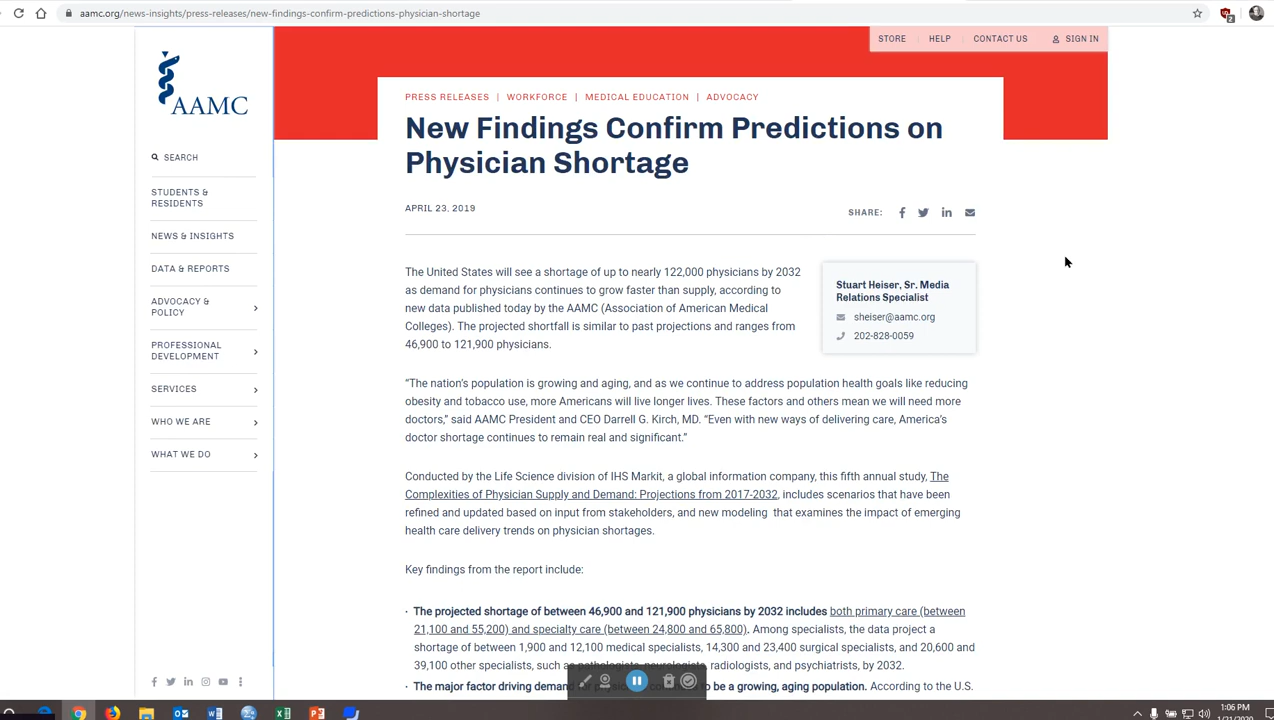 aamc.org/news-insights/press-releases/new-findings-confirm-predictions-physician-shortage
2
STORE
HELP
CONTACT US
SIGN IN
AAMC
SEARCH
STUDENTS &
RESIDENTS
NEWS & INSIGHTS
DATA & REPORTS
ADVOCACY &
POLICY
PROFESSIONAL
DEVELOPMENT
SERVICES
WHO WE ARE
WHAT WE DO
PRESS RELEASES | WORKFORCE | MEDICAL EDUCATION | ADVOCACY
New Findings Confirm Predictions on
Physician Shortage
APRIL 23, 2019
SHARE:
The United States will see a shortage of up to nearly 122,000 physicians by 2032
as demand for physicians continues to grow faster than supply, according to
new data published today by the AAMC (Association of American Medical
Colleges). The projected shortfall is similar to past projections and ranges from
46,900 to 121,900 physicians.
Stuart Heiser, Sr. Media
Relations Specialist
sheiser@aamc.org
202-828-0059
“The nation’s population is growing and aging, and as we continue to address population health goals like reducing
obesity and tobacco use, more Americans will live longer lives. These factors and others mean we will need more
doctors,” said AAMC President and CEO Darrell G. Kirch, MD. “Even with new ways of delivering care, America’s
doctor shortage continues to remain real and significant.”
Conducted by the Life Science division of IHS Markit, a global information company, this fifth annual study, The
Complexities of Physician Supply and Demand: Projections from 2017-2032, includes scenarios that have been
refined and updated based on input from stakeholders, and new modeling that examines the impact of emerging
health care delivery trends on physician shortages.
Key findings from the report include:
· The projected shortage of between 46,900 and 121,900 physicians by 2032 includes both primary care (between
21,100 and 55,200) and specialty care (between 24,800 and 65,800). Among specialists, the data project a
shortage of between 1,900 and 12,100 medical specialists, 14,300 and 23,400 surgical specialists, and 20,600 and
39,100 other specialists, such as pathologists, neurologists, radiologists, and psychiatrists, by 2032.
· The major factor driving demand to be a growing, aging population. According to the U.S.
1:06 PM
1/21/2020